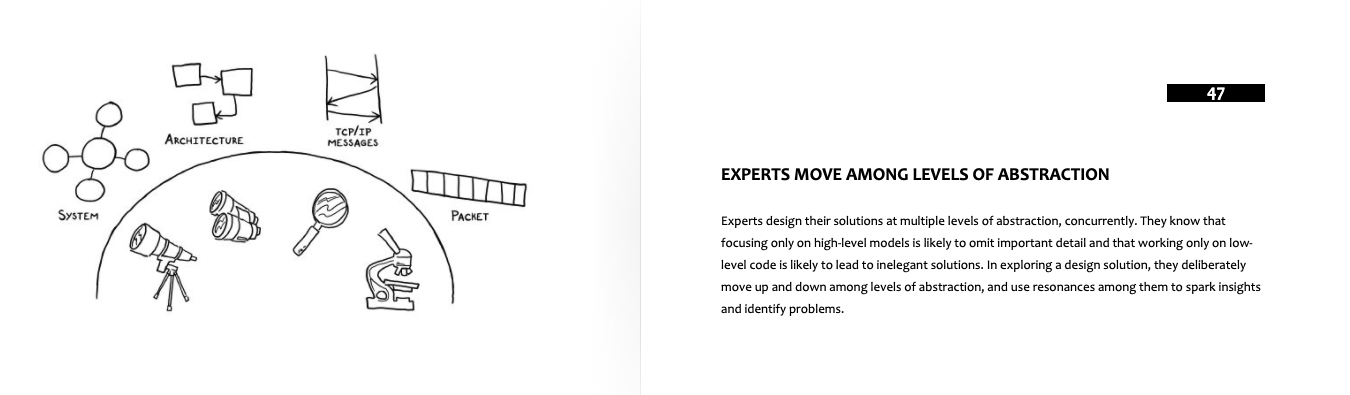 ARCHITECTURE
TCP/IP
MESSAGES
SYSTEM
PACKET
47
EXPERTS MOVE AMONG LEVELS OF ABSTRACTION
Experts design their solutions at multiple levels of abstraction, concurrently. They know that
focusing only on high-level models is likely to omit important detail and that working only on low-
level code is likely to lead to inelegant solutions. In exploring a design solution, they deliberately
move up and down among levels of abstraction, and use resonances among them to spark insights
and identify problems.